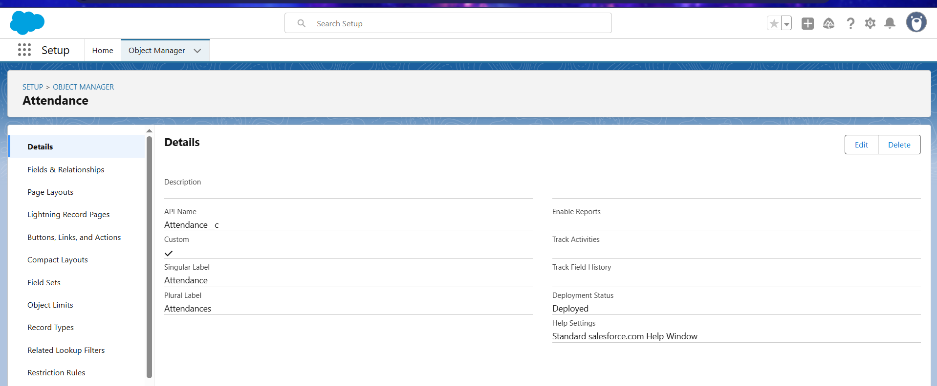 Search Setup
Setup
Home
Object Manager
SETUP > OBJECT MANAGER
Attendance
Details
Fields & Relationships
Page Layouts
Lightning Record Pages
Buttons, Links, and Actions
Compact Layouts
Field Sets
Object Limits
Record Types
Related Lookup Filters
Restriction Rules
Details
Edit
Delete
Description
API Name
Attendance__c
Enable Reports
Custom
Track Activities
Singular Label
Attendance
Track Field History
Plural Label
Attendances
Deployment Status
Deployed
Help Settings
Standard salesforce.com Help Window